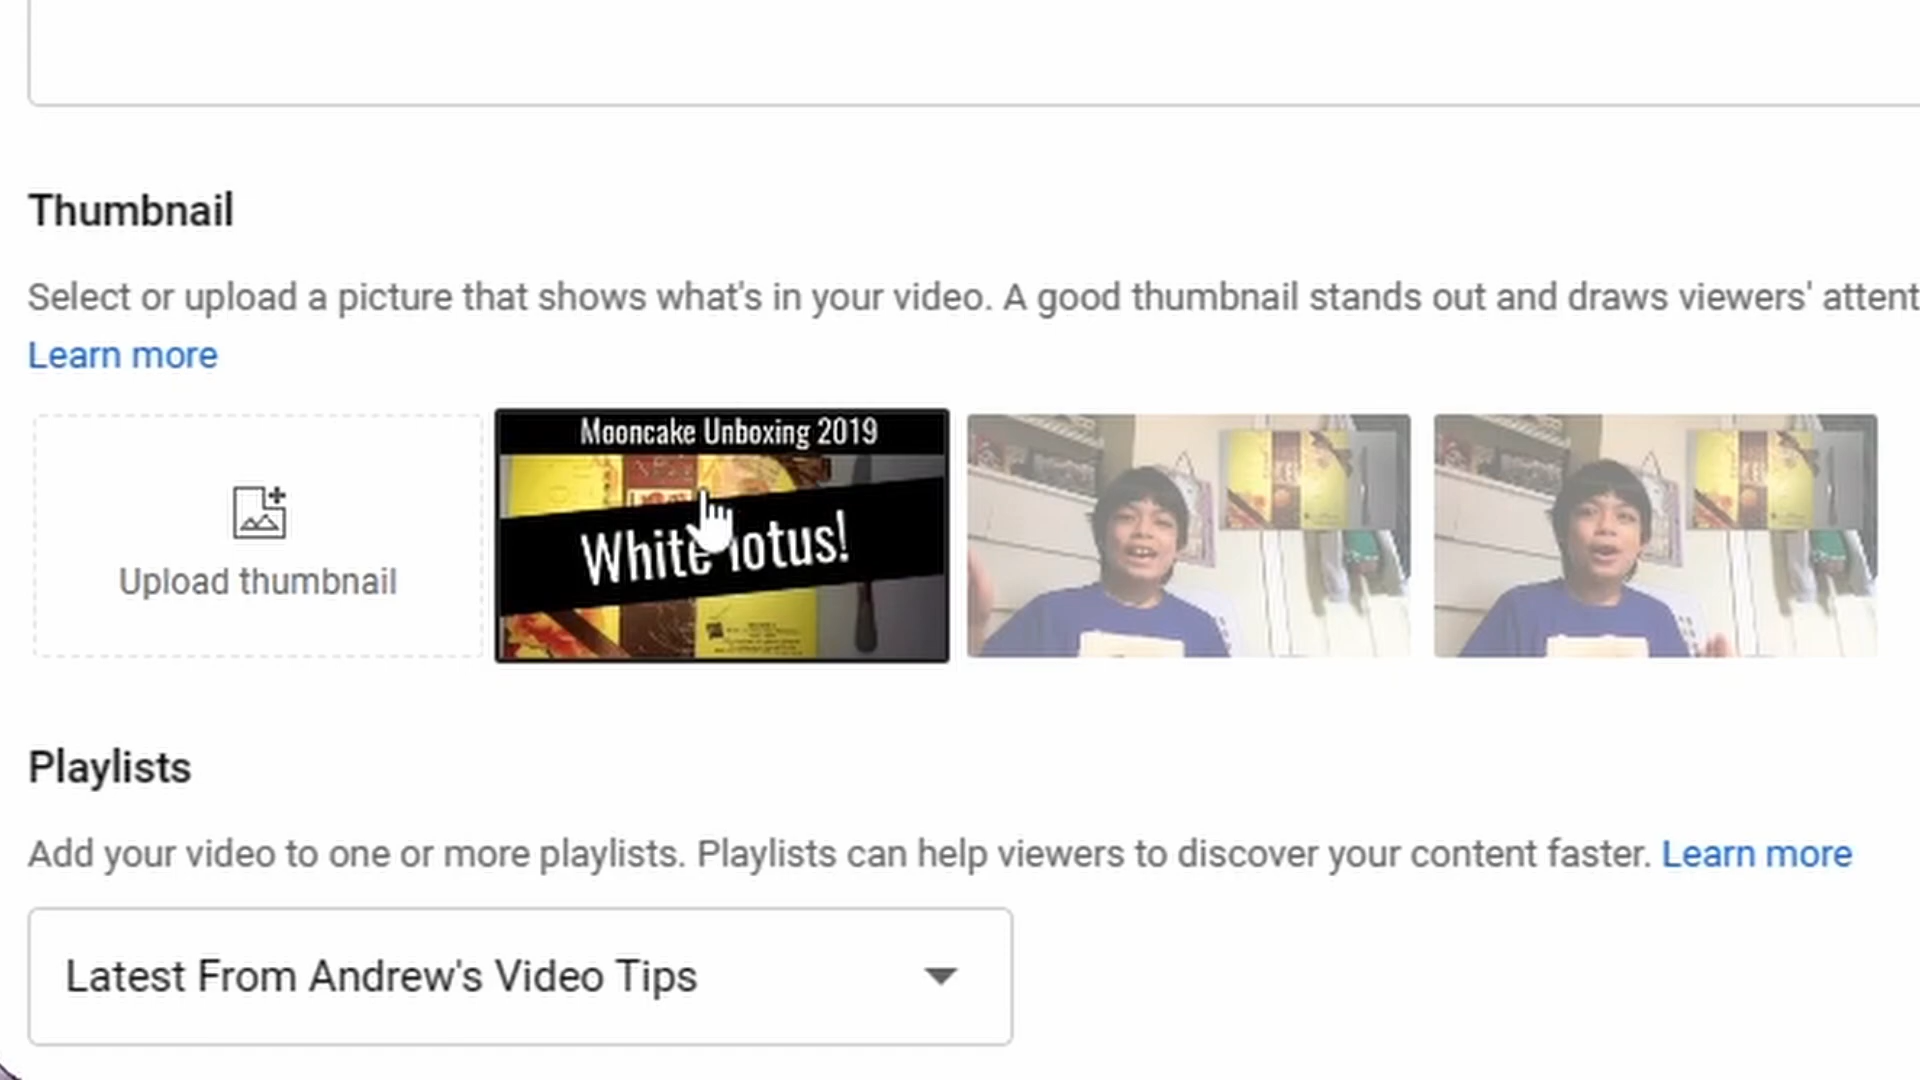 Thumbnail
Select or upload a picture that shows what's in your video. A good thumbnail stands out and draws viewers' attent
Learn more
Upload thumbnail
Mooncake Unboxing 2019
White lotus!
Playlists
Add your video to one or more playlists. Playlists can help viewers to discover your content faster. Learn more
Latest From Andrew's Video Tips